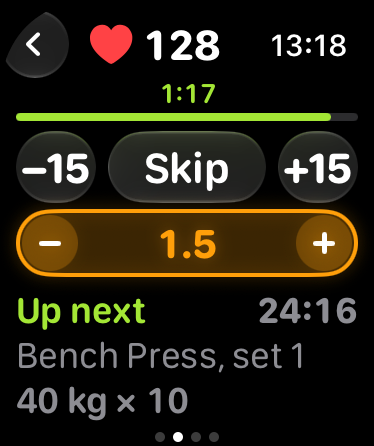 128 13:18
1:17
−15 Skip +15
− 1.5 +
Up next 24:16
Bench Press, set 1
40 kg × 10